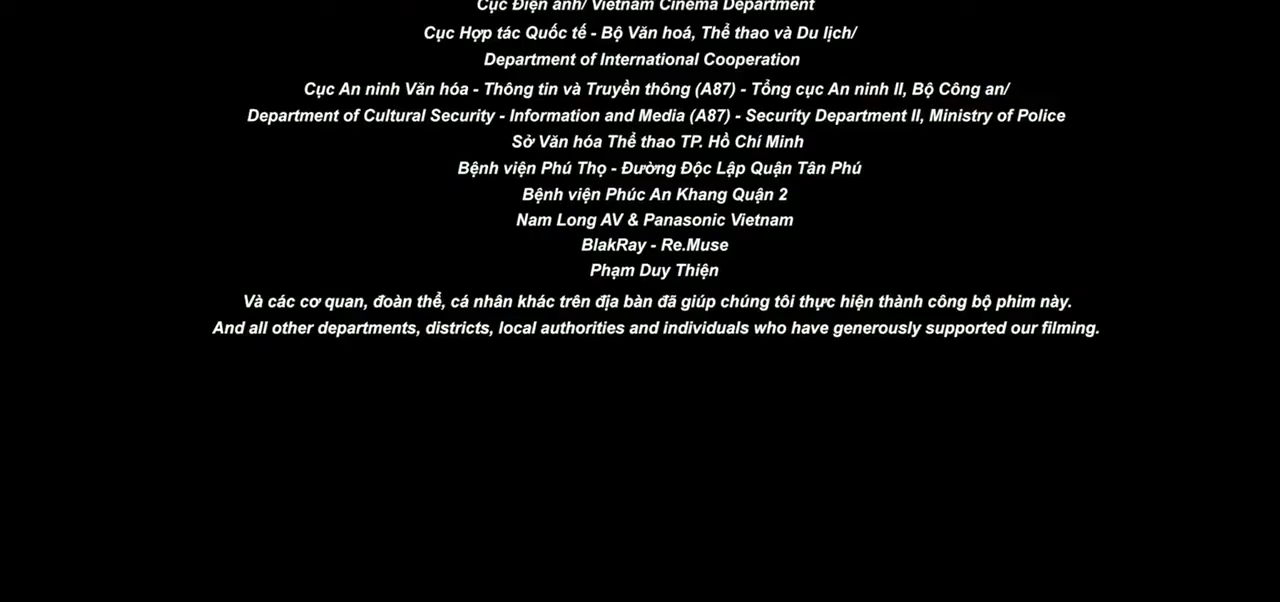 Cục Điện ảnh/ Vietnam Cinema Department
Cục Hợp tác Quốc tế - Bộ Văn hoá, Thể thao và Du lịch/
Department of International Cooperation
Cục An ninh Văn hóa - Thông tin và Truyền thông (A87) - Tổng cục An ninh II, Bộ Công an/
Department of Cultural Security - Information and Media (A87) - Security Department II, Ministry of Police
Sở Văn hóa Thể thao TP. Hồ Chí Minh
Bệnh viện Phú Thọ - Đường Độc Lập Quận Tân Phú
Bệnh viện Phúc An Khang Quận 2
Nam Long AV & Panasonic Vietnam
BlakRay - Re.Muse
Phạm Duy Thiện
Và các cơ quan, đoàn thể, cá nhân khác trên địa bàn đã giúp chúng tôi thực hiện thành công bộ phim này.
And all other departments, districts, local authorities and individuals who have generously supported our filming.